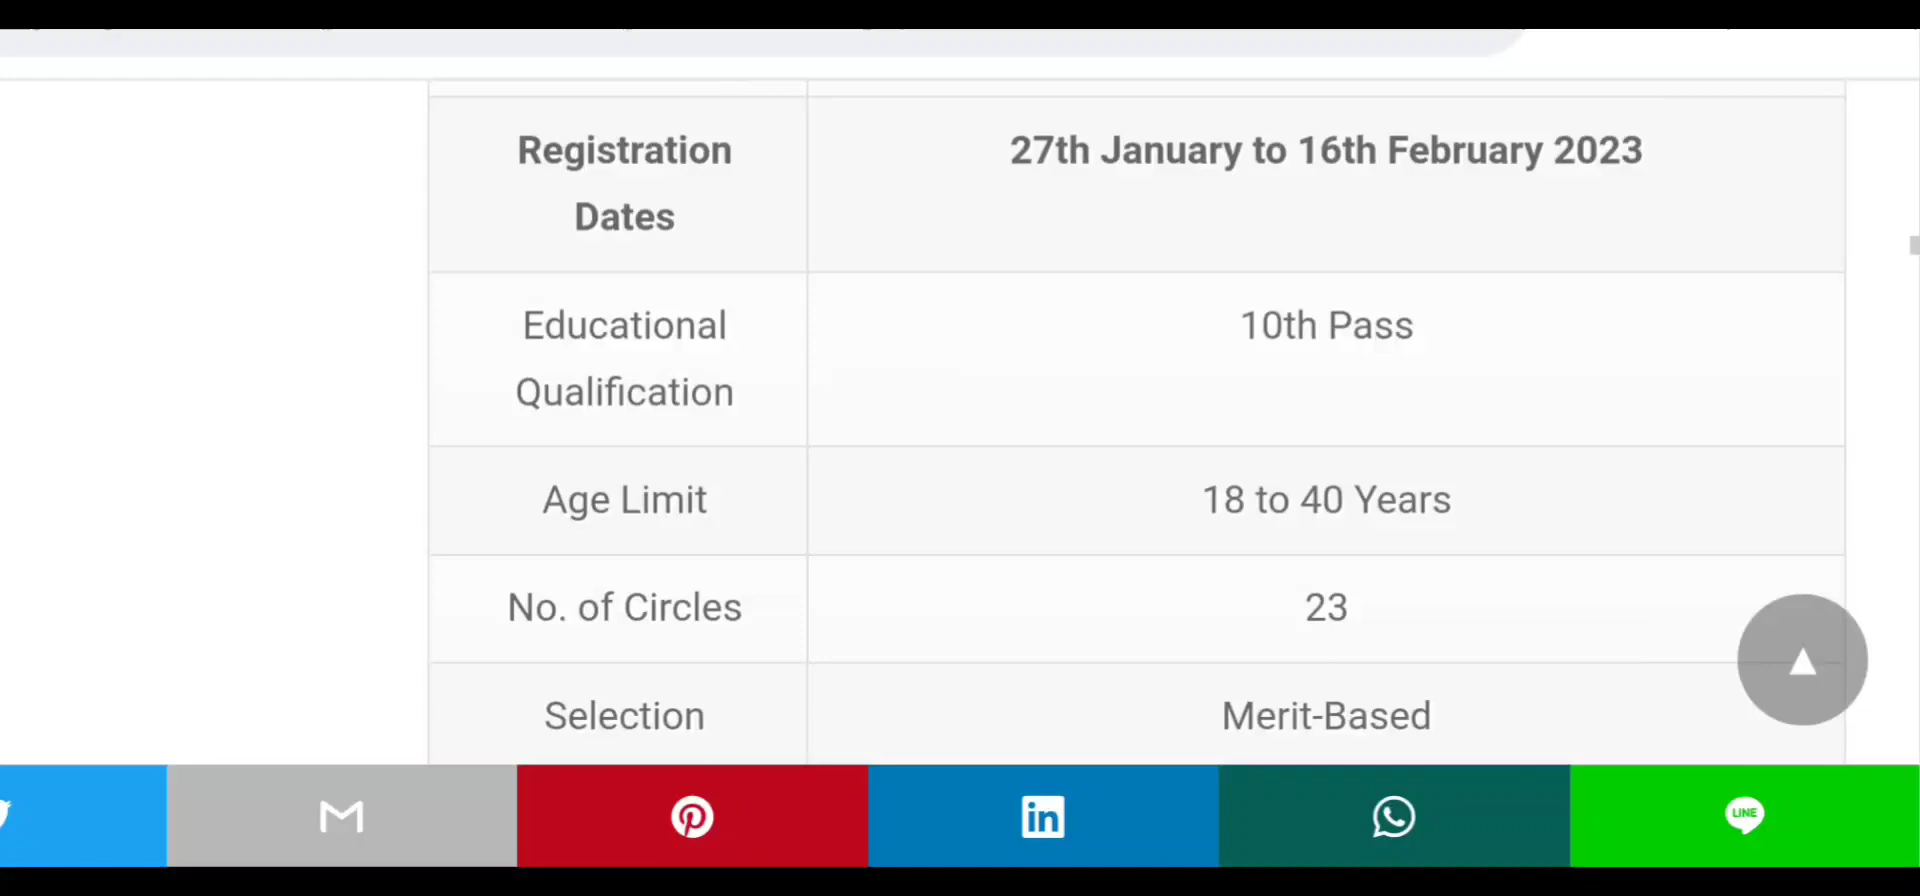 Registration
Dates
27th January to 16th February 2023
Educational
Qualification
10th Pass
Age Limit
18 to 40 Years
No. of Circles
23
Selection
Merit-Based
LINE